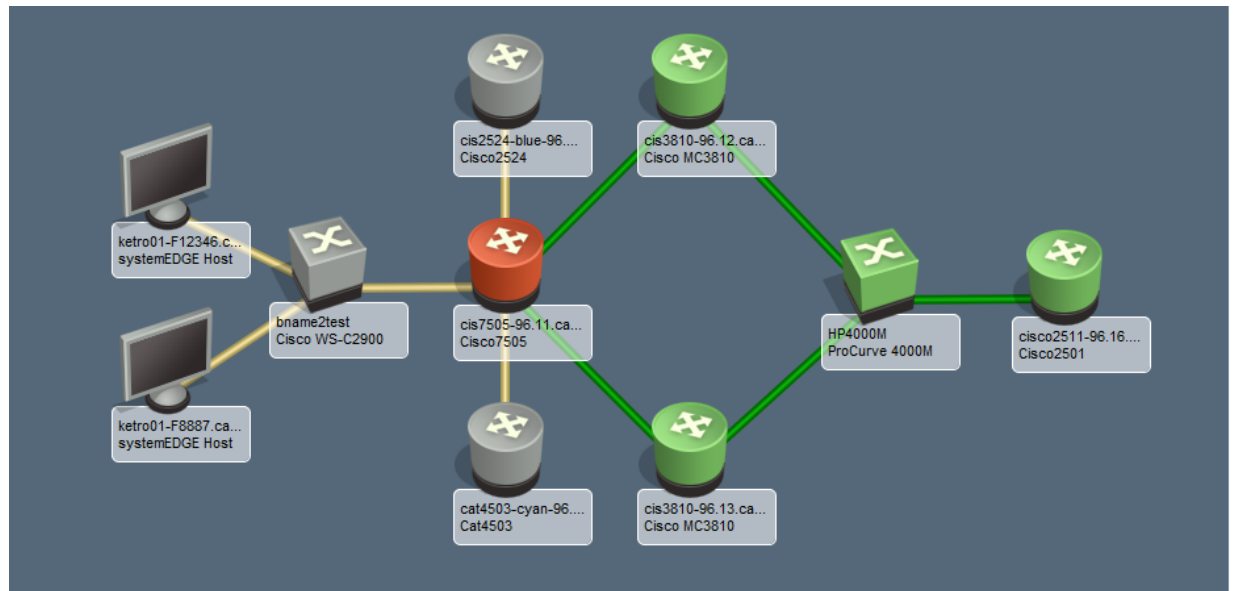 cis2524-blue-96....
Cisco2524
cis3810-96.12.ca...
Cisco MC3810
ketro01-F12346.c...
systemEDGE Host
bname2test
Cisco WS-C2900
cis7505-96.11.ca...
Cisco7505
HP4000M
ProCurve 4000M
cisco2511-96.16....
Cisco2501
ketro01-F8887.ca...
systemEDGE Host
cat4503-cyan-96....
Cat4503
cis3810-96.13.ca...
Cisco MC3810